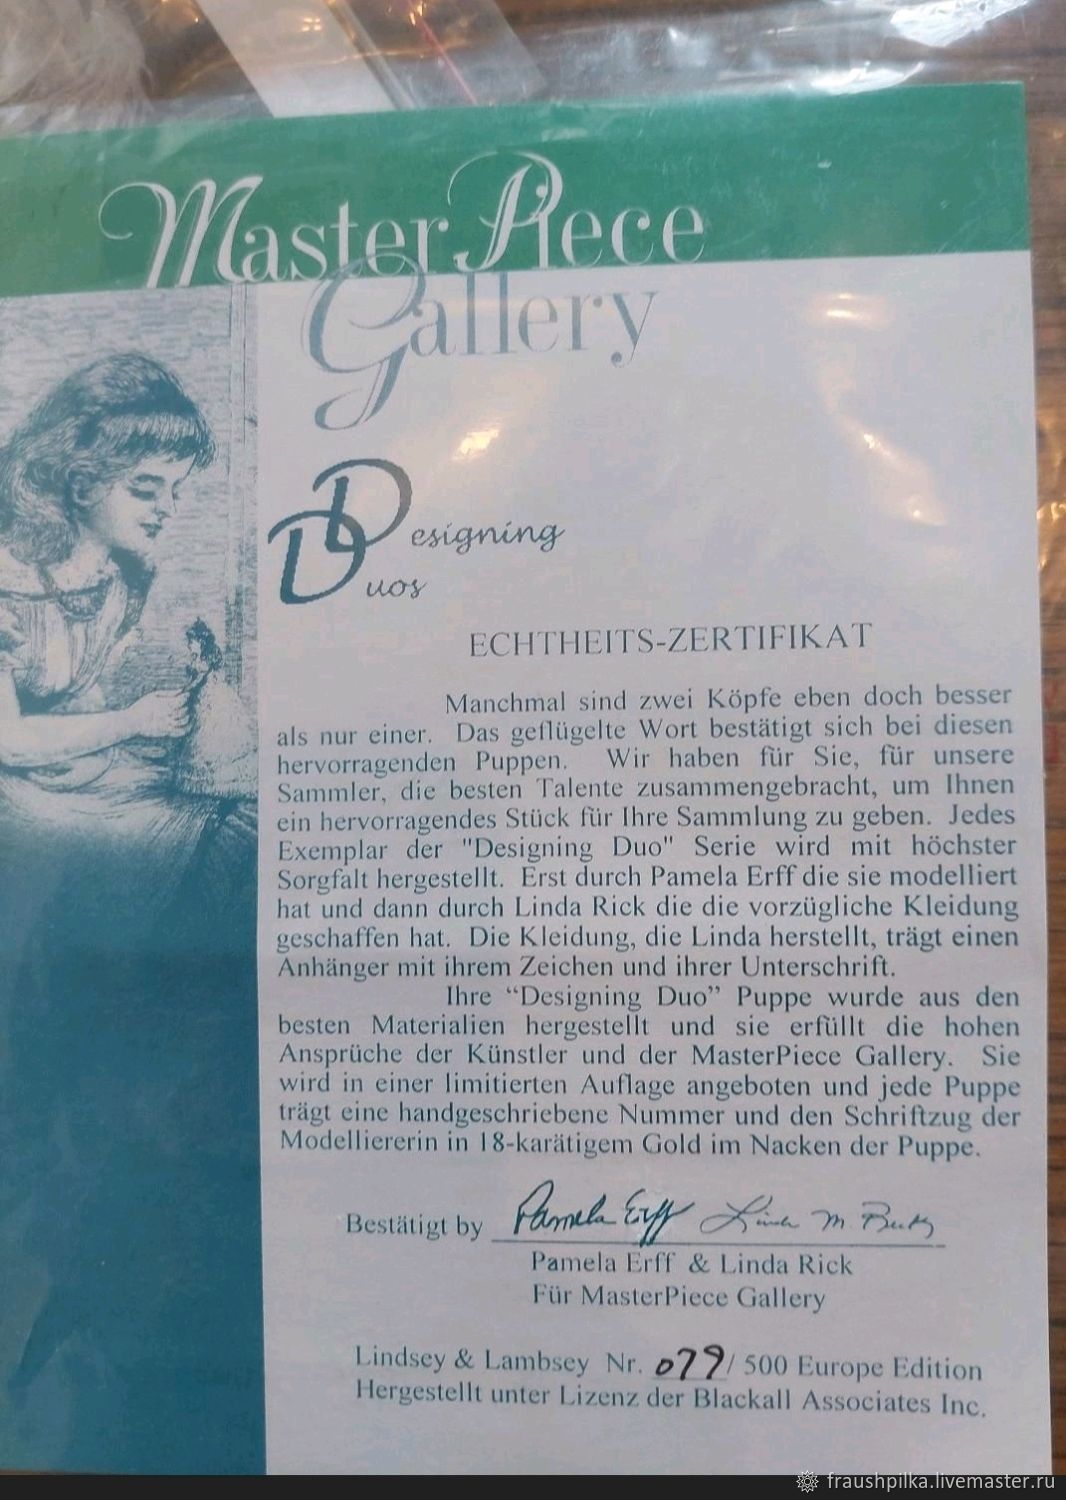 MasterPiece
Gallery
Designing
Duos
ECHTHEITS-ZERTIFIKAT
Manchmal sind zwei Köpfe eben doch besser
als nur einer. Das geflügelte Wort bestätigt sich bei diesen
hervorragenden Puppen. Wir haben für Sie, für unsere
Sammler, die besten Talente zusammengebracht, um Ihnen
ein hervorragendes Stück für Ihre Sammlung zu geben. Jedes
Exemplar der "Designing Duo" Serie wird mit höchster
Sorgfalt hergestellt. Erst durch Pamela Erff die sie modelliert
hat und dann durch Linda Rick die die vorzügliche Kleidung
geschaffen hat. Die Kleidung, die Linda herstellt, trägt einen
Anhänger mit ihrem Zeichen und ihrer Unterschrift.
Ihre “Designing Duo” Puppe wurde aus den
besten Materialien hergestellt und sie erfüllt die hohen
Ansprüche der Künstler und der MasterPiece Gallery. Sie
wird in einer limitierten Auflage angeboten und jede Puppe
trägt eine handgeschriebene Nummer und den Schriftzug der
Modelliererin in 18-karätigem Gold im Nacken der Puppe.
Bestätigt by Pamela Erff Linda M.
Pamela Erff & Linda Rick
Für MasterPiece Gallery
Lindsey & Lambsey Nr. 079/ 500 Europe Edition
Hergestellt unter Lizenz der Blackall Associates Inc.
fraushpilka.livemaster.ru